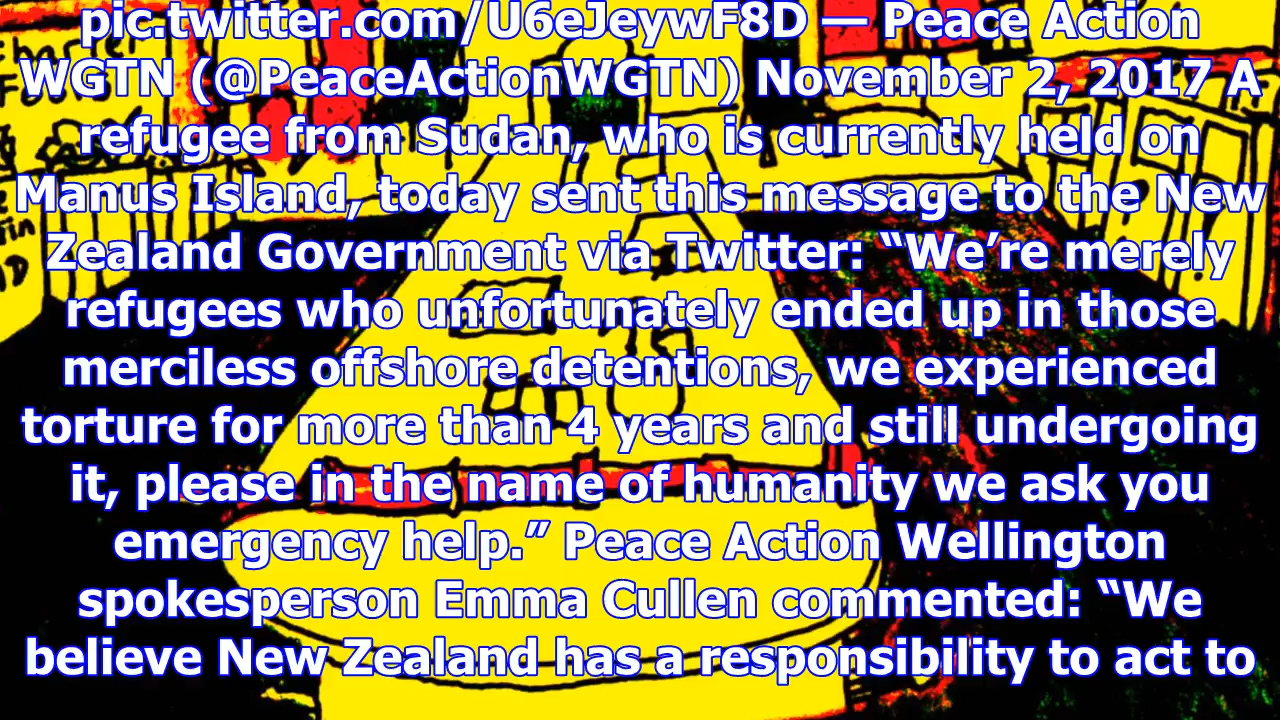 pic.twitter.com/U6eJeywF8D — Peace Action
WGTN (@PeaceActionWGTN) November 2, 2017 A
refugee from Sudan, who is currently held on
Manus Island, today sent this message to the New
Zealand Government via Twitter: “We’re merely
refugees who unfortunately ended up in those
merciless offshore detentions, we experienced
torture for more than 4 years and still undergoing
it, please in the name of humanity we ask you
emergency help.” Peace Action Wellington
spokesperson Emma Cullen commented: “We
believe New Zealand has a responsibility to act to